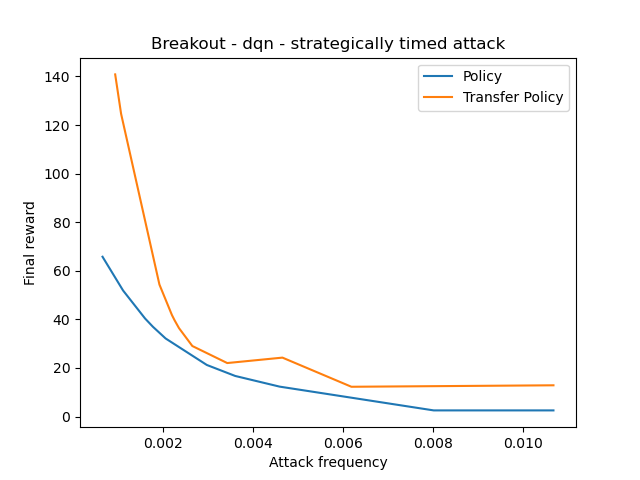 Breakout - dqn - strategically timed attack
Policy
Transfer Policy
Final reward
140
120
100
80
60
40
20
0
0.002 0.004 0.006 0.008 0.010
Attack frequency